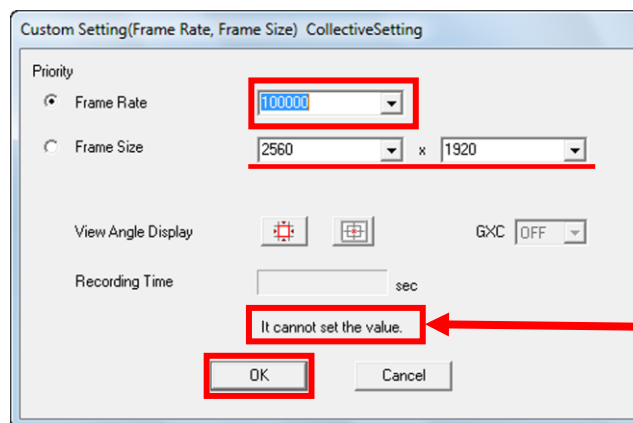 Custom Setting(Frame Rate, Frame Size) CollectiveSetting
Priority
Frame Rate 100000
Frame Size 2560 x 1920
View Angle Display GXC OFF
Recording Time sec
It cannot set the value.
OK Cancel